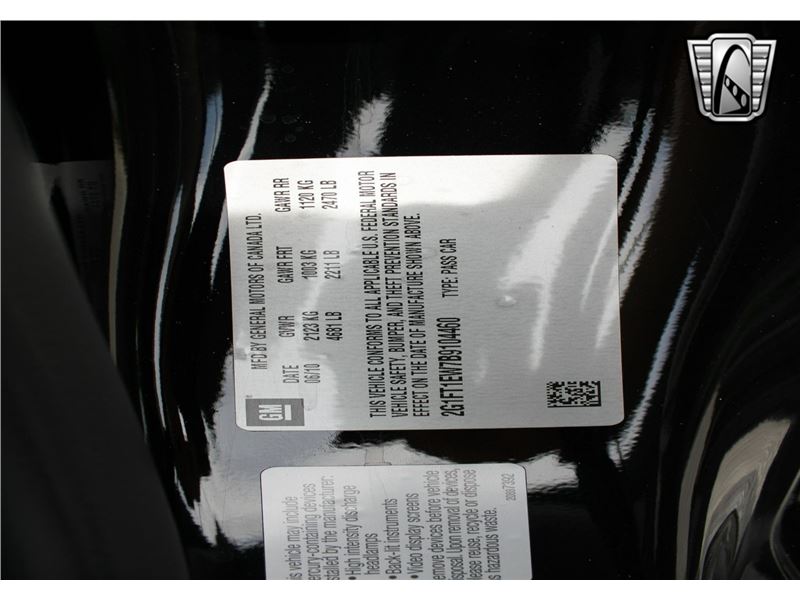 MFD BY GENERAL MOTORS OF CANADA LTD.
DATE GVWR GAWR FRT GAWR RR
06/10 2123 KG 1003 KG 1120 KG
4681 LB 2211 LB 2470 LB
GM
THIS VEHICLE CONFORMS TO ALL APPLICABLE U.S. FEDERAL MOTOR
VEHICLE SAFETY, BUMPER, AND THEFT PREVENTION STANDARDS IN
EFFECT ON THE DATE OF MANUFACTURE SHOWN ABOVE.
2G1FT1EW7B9104460 TYPE: PASS CAR
is vehicle may include
ercury-containing devices
stalled by the manufacturer:
• High intensity discharge
headlamps
• Back-lit instruments
• Video display screens
emove devices before vehicle
isposal. Upon removal of devices,
lease reuse, recycle or dispose
s hazardous waste.